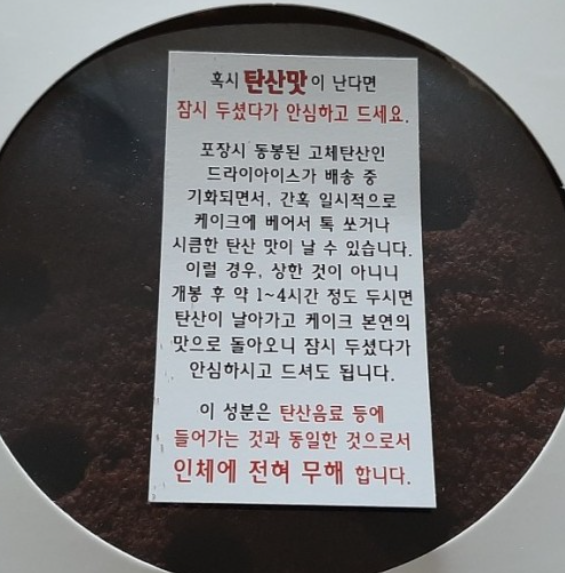 혹시 탄산맛이 난다면
잠시 두셨다가 안심하고 드세요.
포장시 동봉된 고체탄산인
드라이아이스가 배송 중
기화되면서, 간혹 일시적으로
케이크에 베어서 톡 쏘거나
시큼한 탄산 맛이 날 수 있습니다.
이럴 경우, 상한 것이 아니니
개봉 후 약 1~4시간 정도 두시면
탄산이 날아가고 케이크 본연의
맛으로 돌아오니 잠시 두셨다가
안심하시고 드셔도 됩니다.
이 성분은 탄산음료 등에
들어가는 것과 동일한 것으로서
인체에 전혀 무해 합니다.